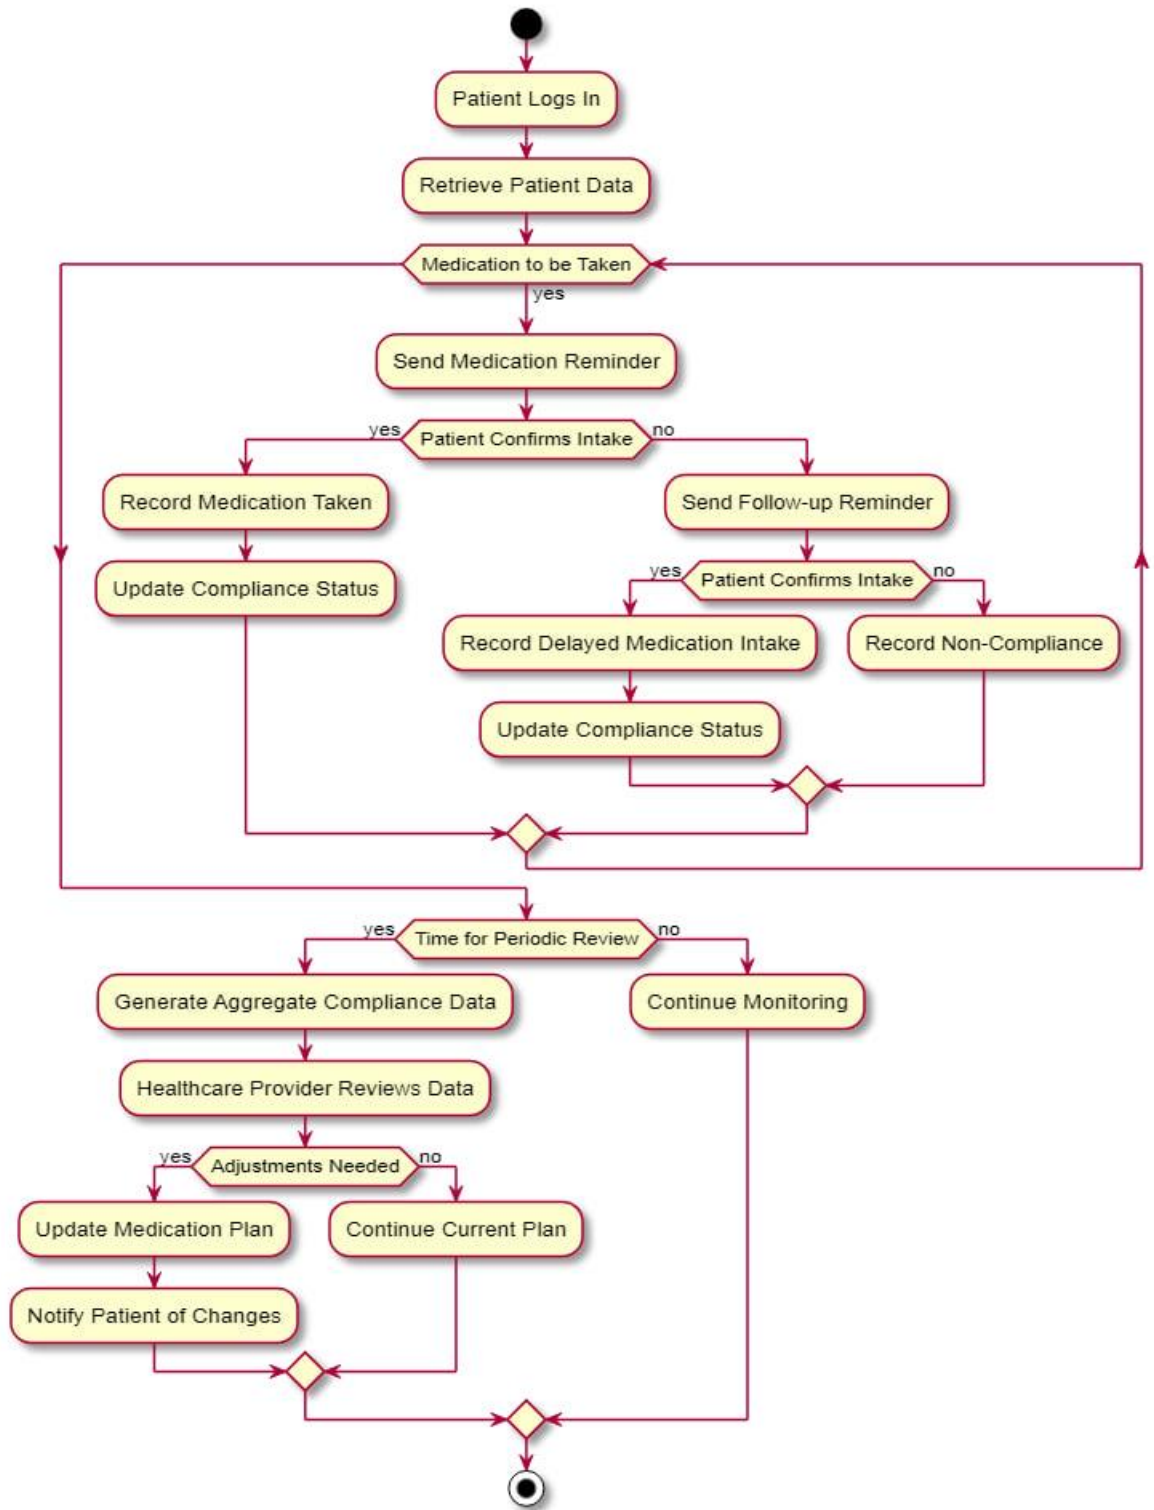 Patient Logs In
Retrieve Patient Data
Medication to be Taken
yes
Send Medication Reminder
yes
Patient Confirms Intake
no
Record Medication Taken
Send Follow-up Reminder
Update Compliance Status
yes
Patient Confirms Intake
no
Record Delayed Medication Intake
Record Non-Compliance
Update Compliance Status
yes
Time for Periodic Review
no
Generate Aggregate Compliance Data
Continue Monitoring
Healthcare Provider Reviews Data
yes
Adjustments Needed
no
Update Medication Plan
Continue Current Plan
Notify Patient of Changes